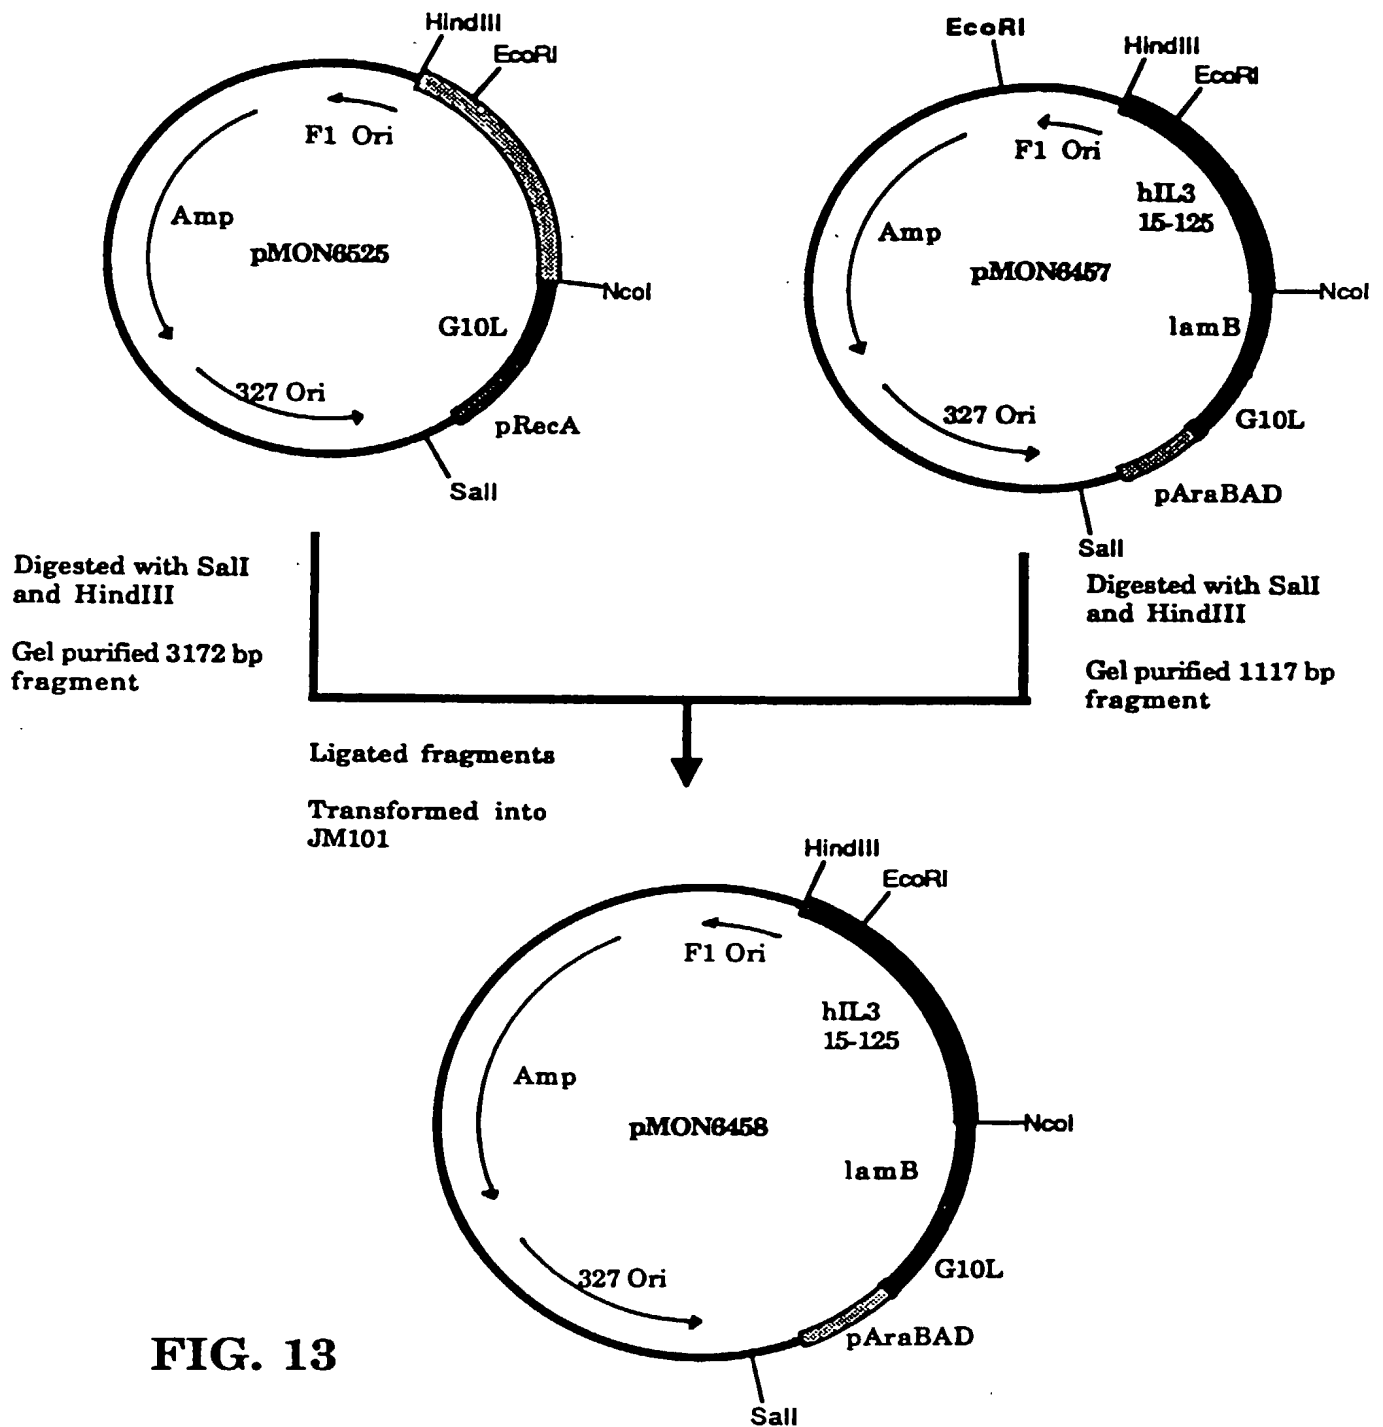 HindIII
EcoRI
F1 Ori
Amp
pMON6525
NcoI
G10L
327 Ori
pRecA
SalI
EcoRI
HindIII
EcoRI
F1 Ori
hIL3
15-125
Amp
pMON6457
NcoI
lamB
327 Ori
G10L
pAraBAD
SalI
Digested with SalI
and HindIII
Gel purified 3172 bp
fragment
Digested with SalI
and HindIII
Gel purified 1117 bp
fragment
Ligated fragments
Transformed into
JM101
HindIII
EcoRI
F1 Ori
hIL3
15-125
Amp
pMON6458
NcoI
lamB
327 Ori
G10L
pAraBAD
SalI
FIG. 13